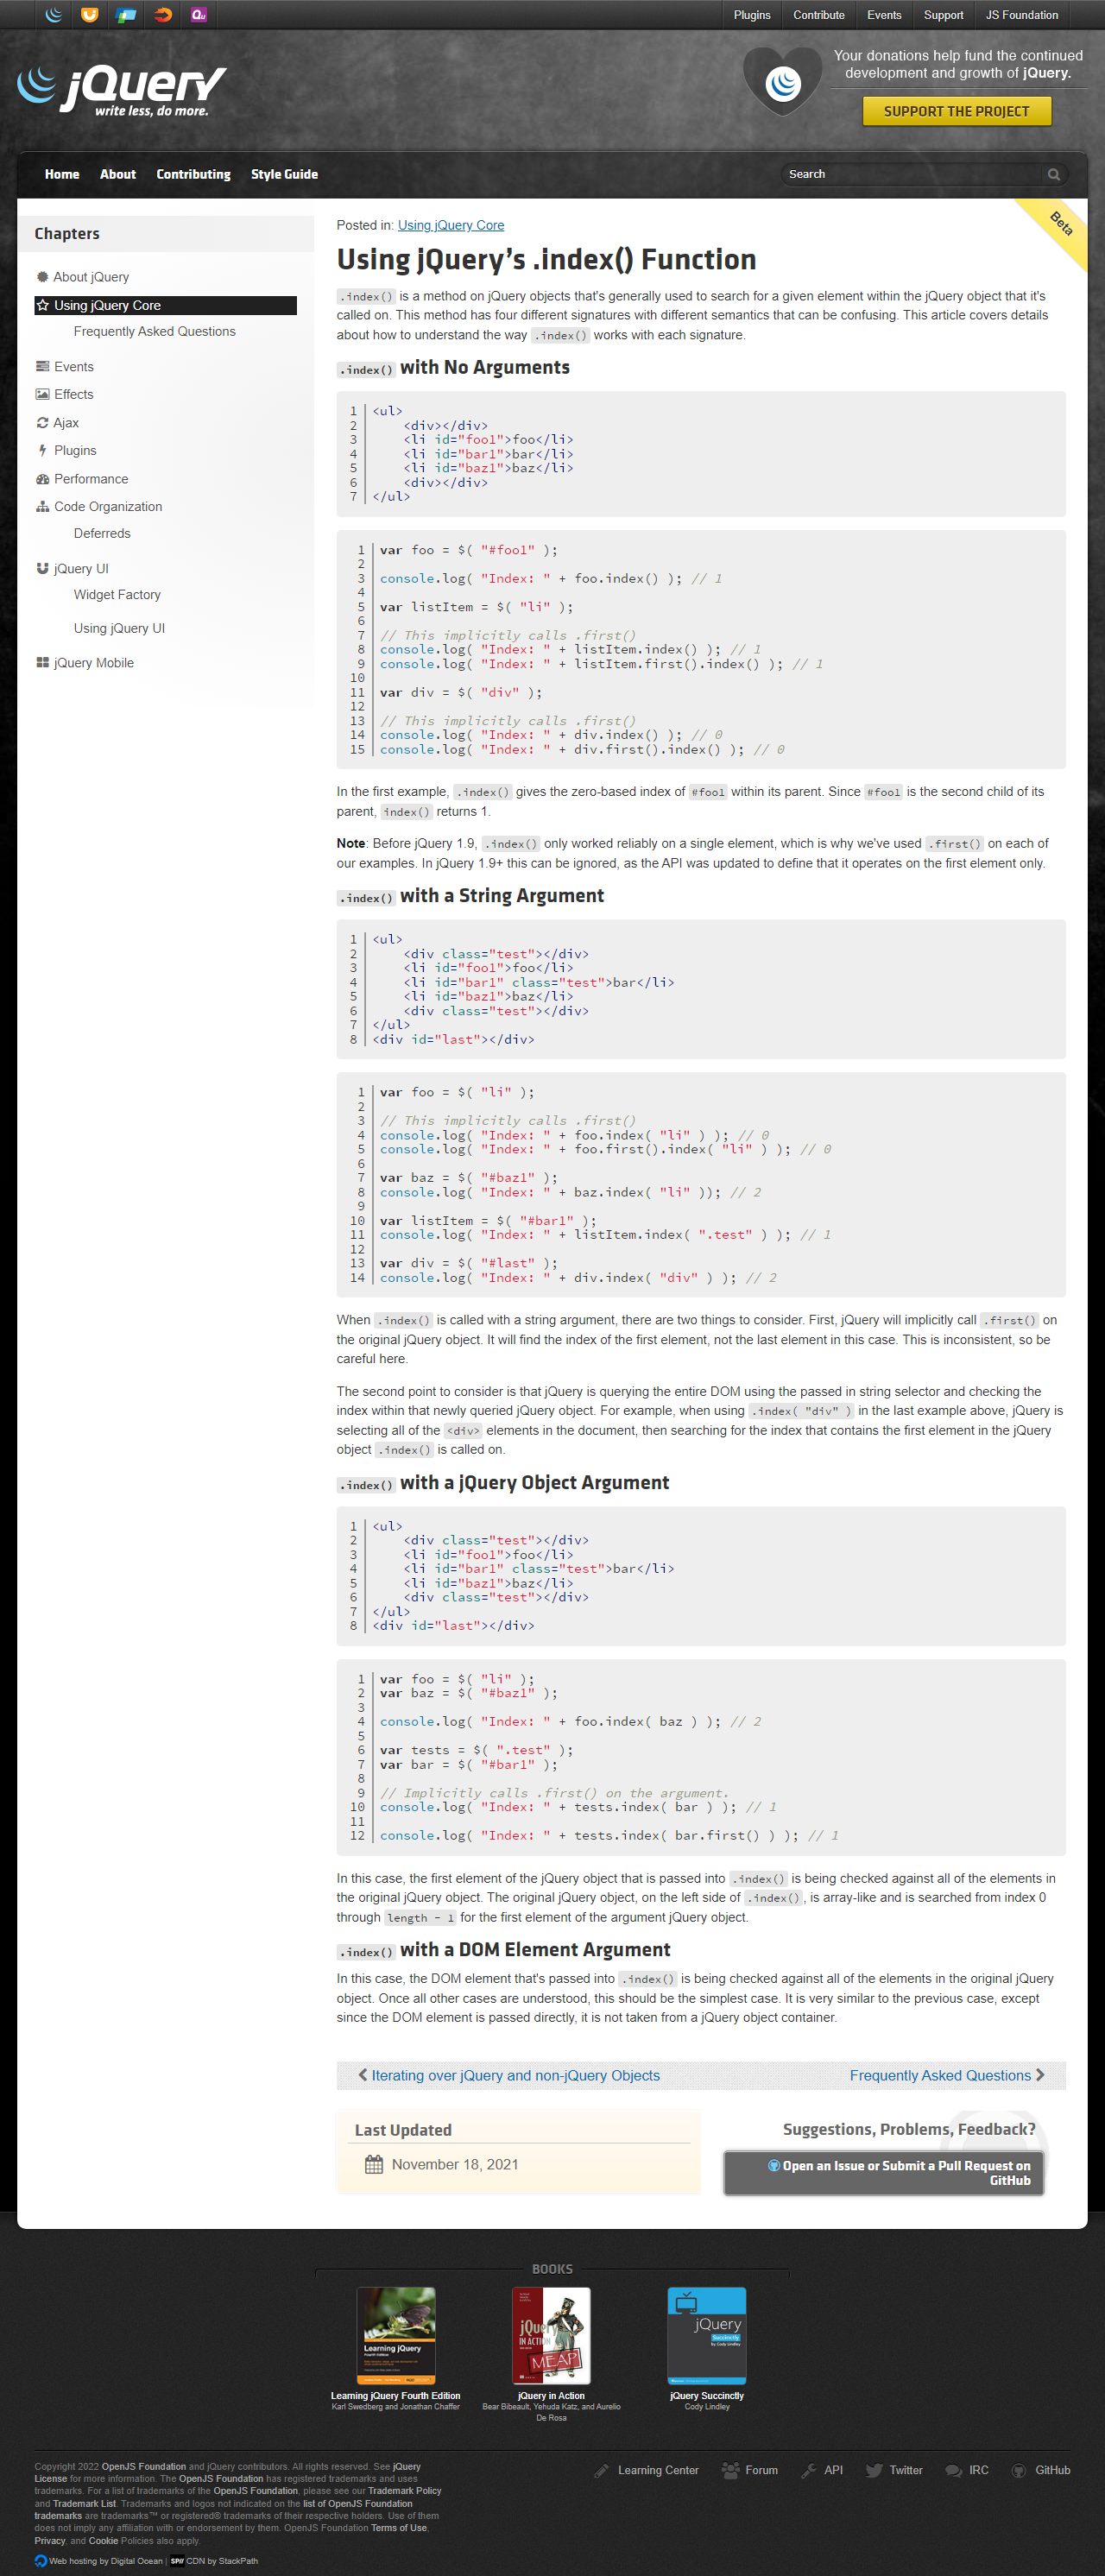 Plugins Contribute Events Support JS Foundation
jQuery
write less, do more.
Your donations help fund the continued
development and growth of jQuery.
SUPPORT THE PROJECT
Home About Contributing Style Guide
Search
Beta
Chapters
About jQuery
Using jQuery Core
Frequently Asked Questions
Events
Effects
Ajax
Plugins
Performance
Code Organization
Deferreds
jQuery UI
Widget Factory
Using jQuery UI
jQuery Mobile
Posted in: Using jQuery Core
Using jQuery’s .index() Function
.index() is a method on jQuery objects that's generally used to search for a given element within the jQuery object that it's
called on. This method has four different signatures with different semantics that can be confusing. This article covers details
about how to understand the way .index() works with each signature.
.index() with No Arguments
1 <ul>
2     <div></div>
3     <li id="foo1">foo</li>
4     <li id="bar1">bar</li>
5     <li id="baz1">baz</li>
6     <div></div>
7 </ul>
1 var foo = $( "#foo1" );
2
3 console.log( "Index: " + foo.index() ); // 1
4
5 var listItem = $( "li" );
6
7 // This implicitly calls .first()
8 console.log( "Index: " + listItem.index() ); // 1
9 console.log( "Index: " + listItem.first().index() ); // 1
10
11 var div = $( "div" );
12
13 // This implicitly calls .first()
14 console.log( "Index: " + div.index() ); // 0
15 console.log( "Index: " + div.first().index() ); // 0
In the first example, .index() gives the zero-based index of #foo1 within its parent. Since #foo1 is the second child of its
parent, index() returns 1.
Note: Before jQuery 1.9, .index() only worked reliably on a single element, which is why we've used .first() on each of
our examples. In jQuery 1.9+ this can be ignored, as the API was updated to define that it operates on the first element only.
.index() with a String Argument
1 <ul>
2     <div class="test"></div>
3     <li id="foo1">foo</li>
4     <li id="bar1" class="test">bar</li>
5     <li id="baz1">baz</li>
6     <div class="test"></div>
7 </ul>
8 <div id="last"></div>
1 var foo = $( "li" );
2
3 // This implicitly calls .first()
4 console.log( "Index: " + foo.index( "li" ) ); // 0
5 console.log( "Index: " + foo.first().index( "li" ) ); // 0
6
7 var baz = $( "#baz1" );
8 console.log( "Index: " + baz.index( "li" )); // 2
9
10 var listItem = $( "#bar1" );
11 console.log( "Index: " + listItem.index( ".test" ) ); // 1
12
13 var div = $( "#last" );
14 console.log( "Index: " + div.index( "div" ) ); // 2
When .index() is called with a string argument, there are two things to consider. First, jQuery will implicitly call .first() on
the original jQuery object. It will find the index of the first element, not the last element in this case. This is inconsistent, so be
careful here.
The second point to consider is that jQuery is querying the entire DOM using the passed in string selector and checking the
index within that newly queried jQuery object. For example, when using .index( "div" ) in the last example above, jQuery is
selecting all of the <div> elements in the document, then searching for the index that contains the first element in the jQuery
object .index() is called on.
.index() with a jQuery Object Argument
1 <ul>
2     <div class="test"></div>
3     <li id="foo1">foo</li>
4     <li id="bar1" class="test">bar</li>
5     <li id="baz1">baz</li>
6     <div class="test"></div>
7 </ul>
8 <div id="last"></div>
1 var foo = $( "li" );
2 var baz = $( "#baz1" );
3
4 console.log( "Index: " + foo.index( baz ) ); // 2
5
6 var tests = $( ".test" );
7 var bar = $( "#bar1" );
8
9 // Implicitly calls .first() on the argument.
10 console.log( "Index: " + tests.index( bar ) ); // 1
11
12 console.log( "Index: " + tests.index( bar.first() ) ); // 1
In this case, the first element of the jQuery object that is passed into .index() is being checked against all of the elements in
the original jQuery object. The original jQuery object, on the left side of .index(), is array-like and is searched from index 0
through length - 1 for the first element of the argument jQuery object.
.index() with a DOM Element Argument
In this case, the DOM element that's passed into .index() is being checked against all of the elements in the original jQuery
object. Once all other cases are understood, this should be the simplest case. It is very similar to the previous case, except
since the DOM element is passed directly, it is not taken from a jQuery object container.
Iterating over jQuery and non-jQuery Objects
Frequently Asked Questions
Last Updated
November 18, 2021
Suggestions, Problems, Feedback?
Open an Issue or Submit a Pull Request on
GitHub
BOOKS
Learning jQuery
jQuery
IN ACTION
MEAP
jQuery
Succinctly
by Cody Lindley
Learning jQuery Fourth Edition
Karl Swedberg and Jonathan Chaffer
jQuery in Action
Bear Bibeault, Yehuda Katz, and Aurelio
De Rosa
jQuery Succinctly
Cody Lindley
Copyright 2022 OpenJS Foundation and jQuery contributors. All rights reserved. See jQuery
License for more information. The OpenJS Foundation has registered trademarks and uses
trademarks. For a list of trademarks of the OpenJS Foundation, please see our Trademark Policy
and Trademark List. Trademarks and logos not indicated on the list of OpenJS Foundation
trademarks are trademarks™ or registered® trademarks of their respective holders. Use of them
does not imply any affiliation with or endorsement by them. OpenJS Foundation Terms of Use,
Privacy, and Cookie Policies also apply.
Web hosting by Digital Ocean | CDN by StackPath
Learning Center Forum API Twitter IRC GitHub